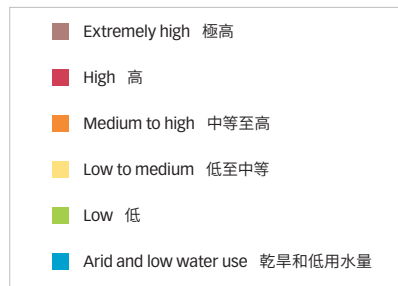 Extremely high 極高
High 高
Medium to high 中等至高
Low to medium 低至中等
Low 低
Arid and low water use 乾旱和低用水量